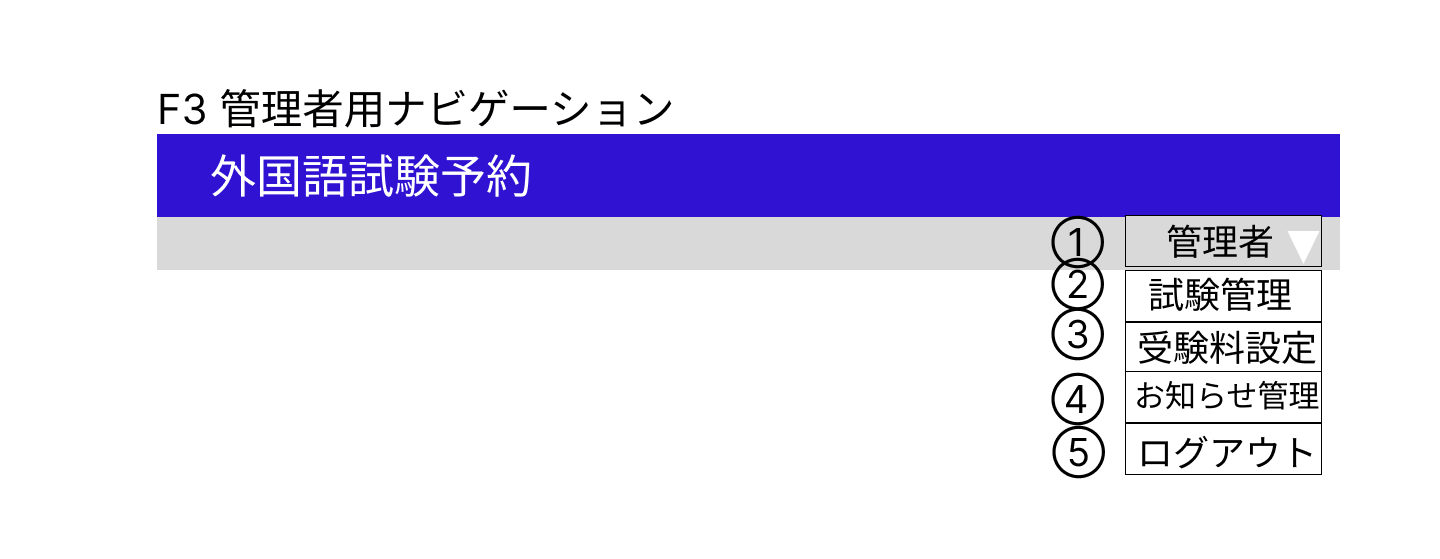 F3 管理者用ナビゲーション
外国語試験予約
① 管理者 ▼
② 試験管理
③ 受験料設定
④ お知らせ管理
⑤ ログアウト